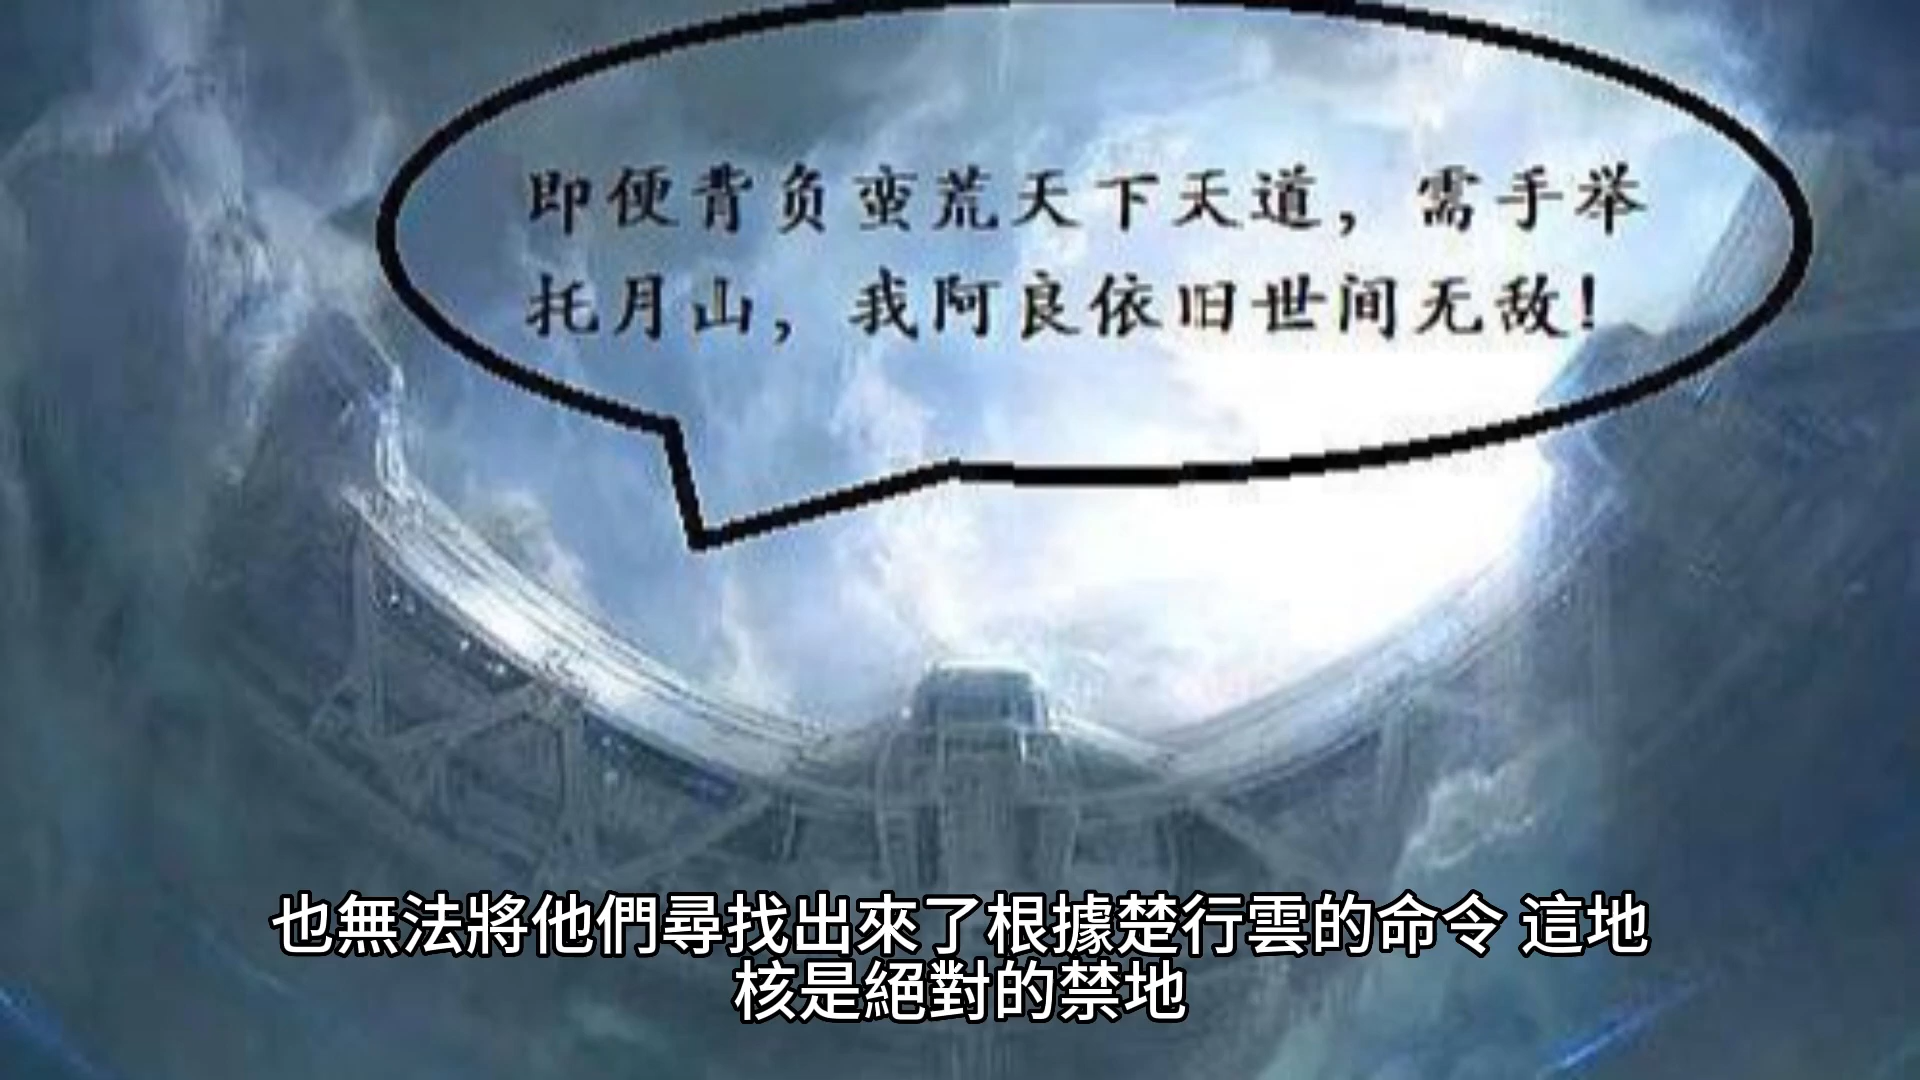 即便背负蛮荒天下天道，需手举
托月山，我阿良依旧世间无敌！
也無法將他們尋找出來了根據楚行雲的命令 這地
核是絕對的禁地